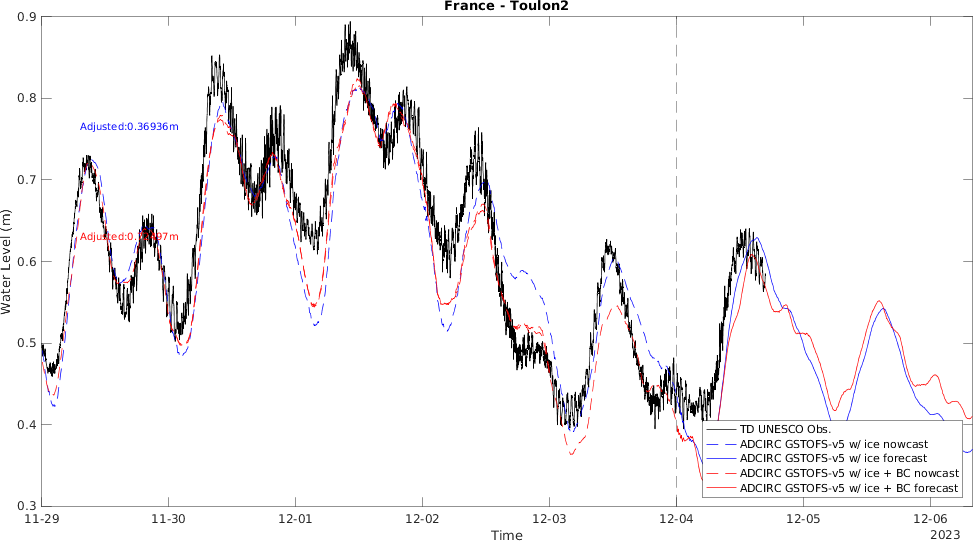 France - Toulon2
0.9
0.8
0.7
0.6
0.5
0.4
0.3
Water Level (m)
Adjusted:0.36936m
TD UNESCO Obs.
ADCIRC GSTOFS-v5 w/ ice nowcast
ADCIRC GSTOFS-v5 w/ ice forecast
ADCIRC GSTOFS-v5 w/ ice + BC nowcast
ADCIRC GSTOFS-v5 w/ ice + BC forecast
11-29 11-30 12-01 12-02 12-03 12-04 12-05 12-06
Time
2023